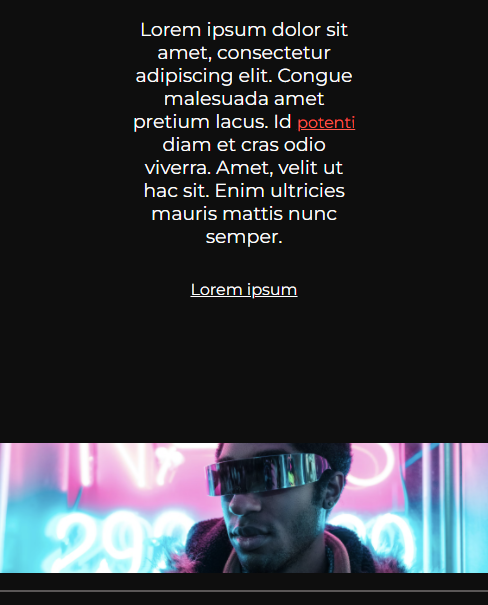 Lorem ipsum dolor sit
amet, consectetur
adipiscing elit. Congue
malesuada amet
pretium lacus. Id potenti
diam et cras odio
viverra. Amet, velit ut
hac sit. Enim ultricies
mauris mattis nunc
semper.
Lorem ipsum